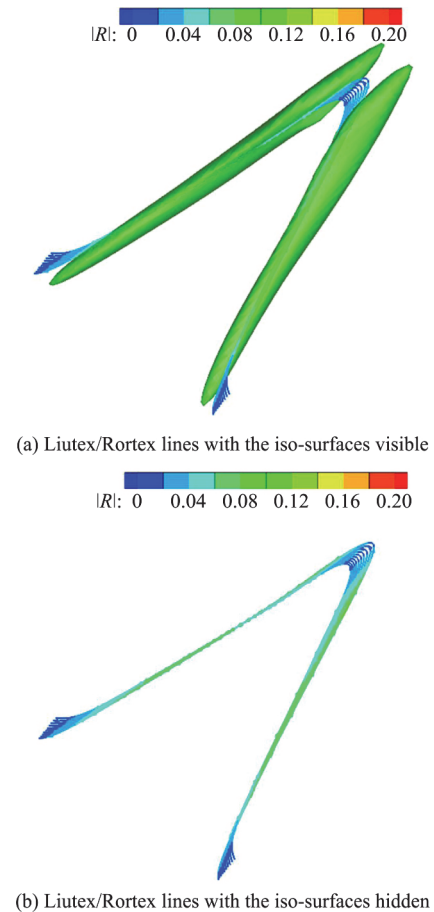 |R|: 0 0.04 0.08 0.12 0.16 0.20
(a) Liutex/Rortex lines with the iso-surfaces visible
|R|: 0 0.04 0.08 0.12 0.16 0.20
(b) Liutex/Rortex lines with the iso-surfaces hidden